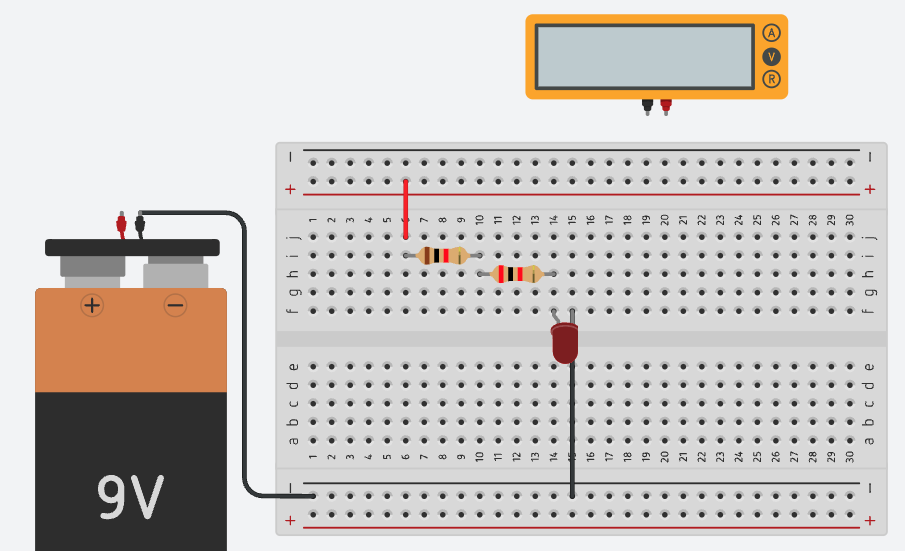 A
V
R
− −
+ +
1 2 3 4 5 6 7 8 9 10 11 12 13 14 15 16 17 18 19 20 21 22 23 24 25 26 27 28 29 30
j j
i i
h h
g g
f f
+ −
e e
d d
c c
b b
a a
1 2 3 4 5 6 7 8 9 10 11 12 13 14 15 16 17 18 19 20 21 22 23 24 25 26 27 28 29 30
9V
− −
+ +